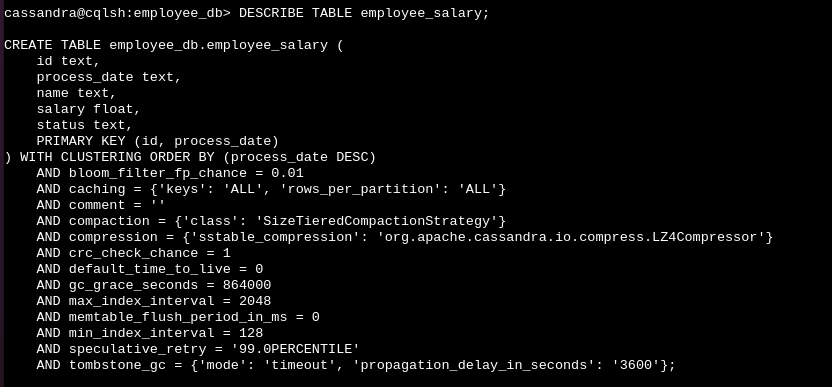 cassandra@cqlsh:employee_db> DESCRIBE TABLE employee_salary;

CREATE TABLE employee_db.employee_salary (
    id text,
    process_date text,
    name text,
    salary float,
    status text,
    PRIMARY KEY (id, process_date)
) WITH CLUSTERING ORDER BY (process_date DESC)
    AND bloom_filter_fp_chance = 0.01
    AND caching = {'keys': 'ALL', 'rows_per_partition': 'ALL'}
    AND comment = ''
    AND compaction = {'class': 'SizeTieredCompactionStrategy'}
    AND compression = {'sstable_compression': 'org.apache.cassandra.io.compress.LZ4Compressor'}
    AND crc_check_chance = 1
    AND default_time_to_live = 0
    AND gc_grace_seconds = 864000
    AND max_index_interval = 2048
    AND memtable_flush_period_in_ms = 0
    AND min_index_interval = 128
    AND speculative_retry = '99.0PERCENTILE'
    AND tombstone_gc = {'mode': 'timeout', 'propagation_delay_in_seconds': '3600'};